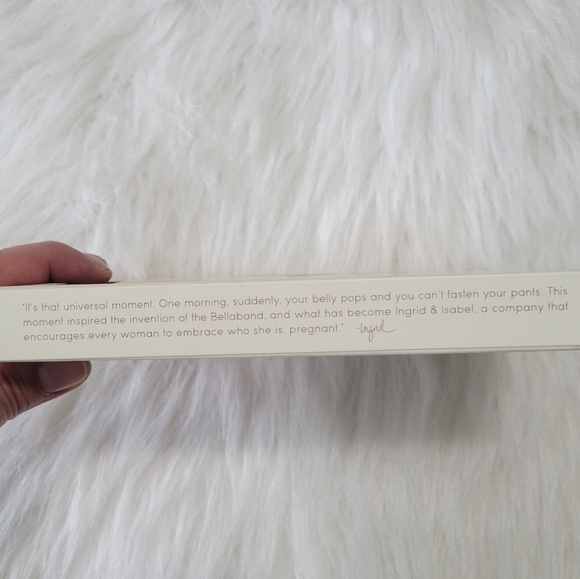 "It's that universal moment. One morning, suddenly, your belly pops and you can't fasten your pants. This
moment inspired the invention of the Bellaband, and what has become Ingrid & Isabel, a company that
encourages every woman to embrace who she is, pregnant." -Ingrid